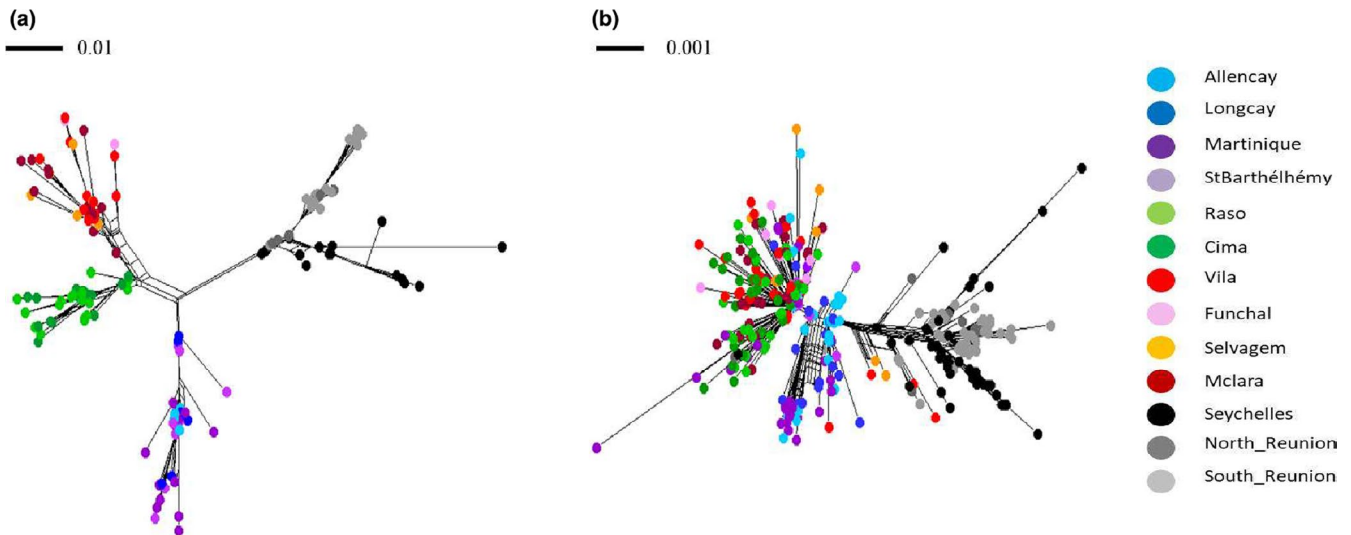 (a)
0.01
(b)
0.001
Allencay
Longcay
Martinique
StBarthélhémy
Raso
Cima
Vila
Funchal
Selvagem
Mclara
Seychelles
North_Reunion
South_Reunion